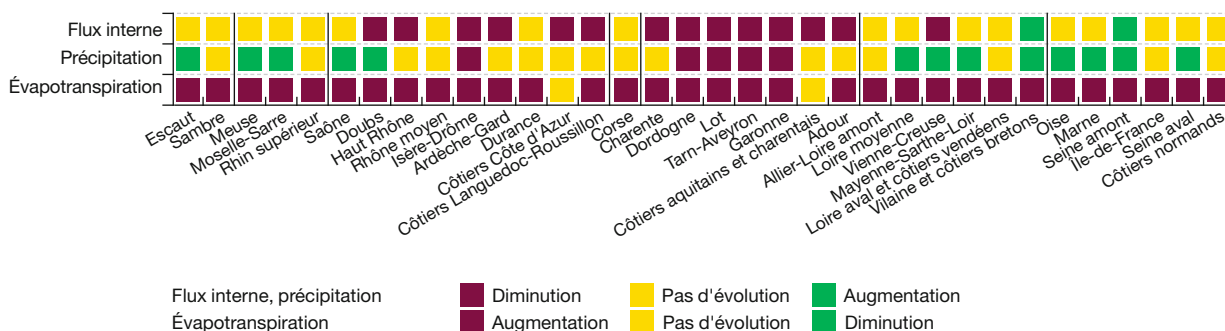 Flux interne
Précipitation
Évapotranspiration
Escaut
Sambre
Meuse
Moselle-Sarre
Rhin supérieur
Saône
Doubs
Haut Rhône
Rhône moyen
Isère-Drôme
Ardèche-Gard
Durance
Côtiers Côte d'Azur
Côtiers Languedoc-Roussillon
Corse
Charente
Dordogne
Lot
Tarn-Aveyron
Garonne
Côtiers aquitains et charentais
Adour
Allier-Loire amont
Loire moyenne
Vienne-Creuse
Mayenne-Sarthe-Loir
Loire aval et côtiers vendéens
Vilaine et côtiers bretons
Oise
Marne
Seine amont
Île-de-France
Seine aval
Côtiers normands
Flux interne, précipitation Diminution Pas d'évolution Augmentation
Évapotranspiration Augmentation Pas d'évolution Diminution